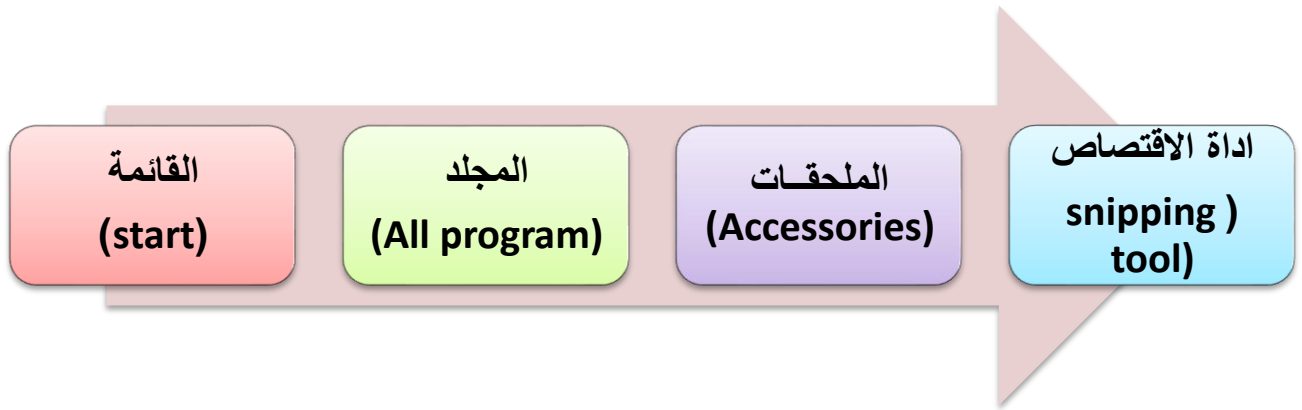 القائمة
(start)
المجلد
(All program)
الملحقــات
(Accessories)
اداة الاقتصاص
snipping )
tool)